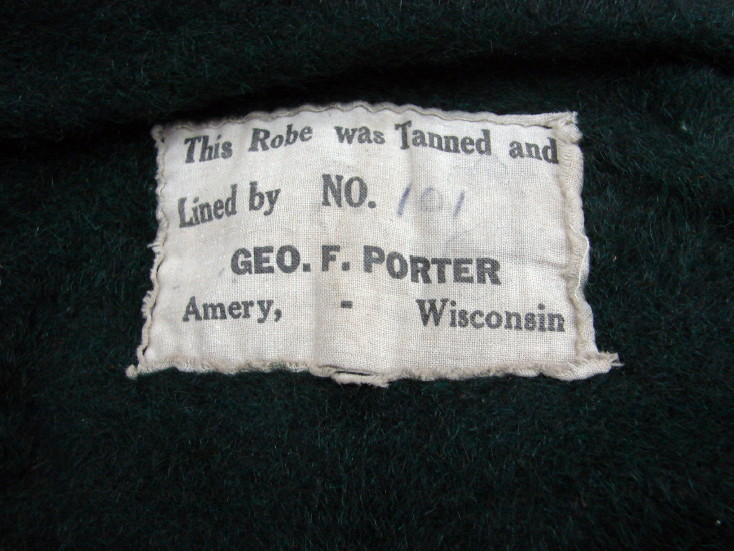 This Robe was Tanned and
Lined by NO. 101
GEO. F. PORTER
Amery, - Wisconsin